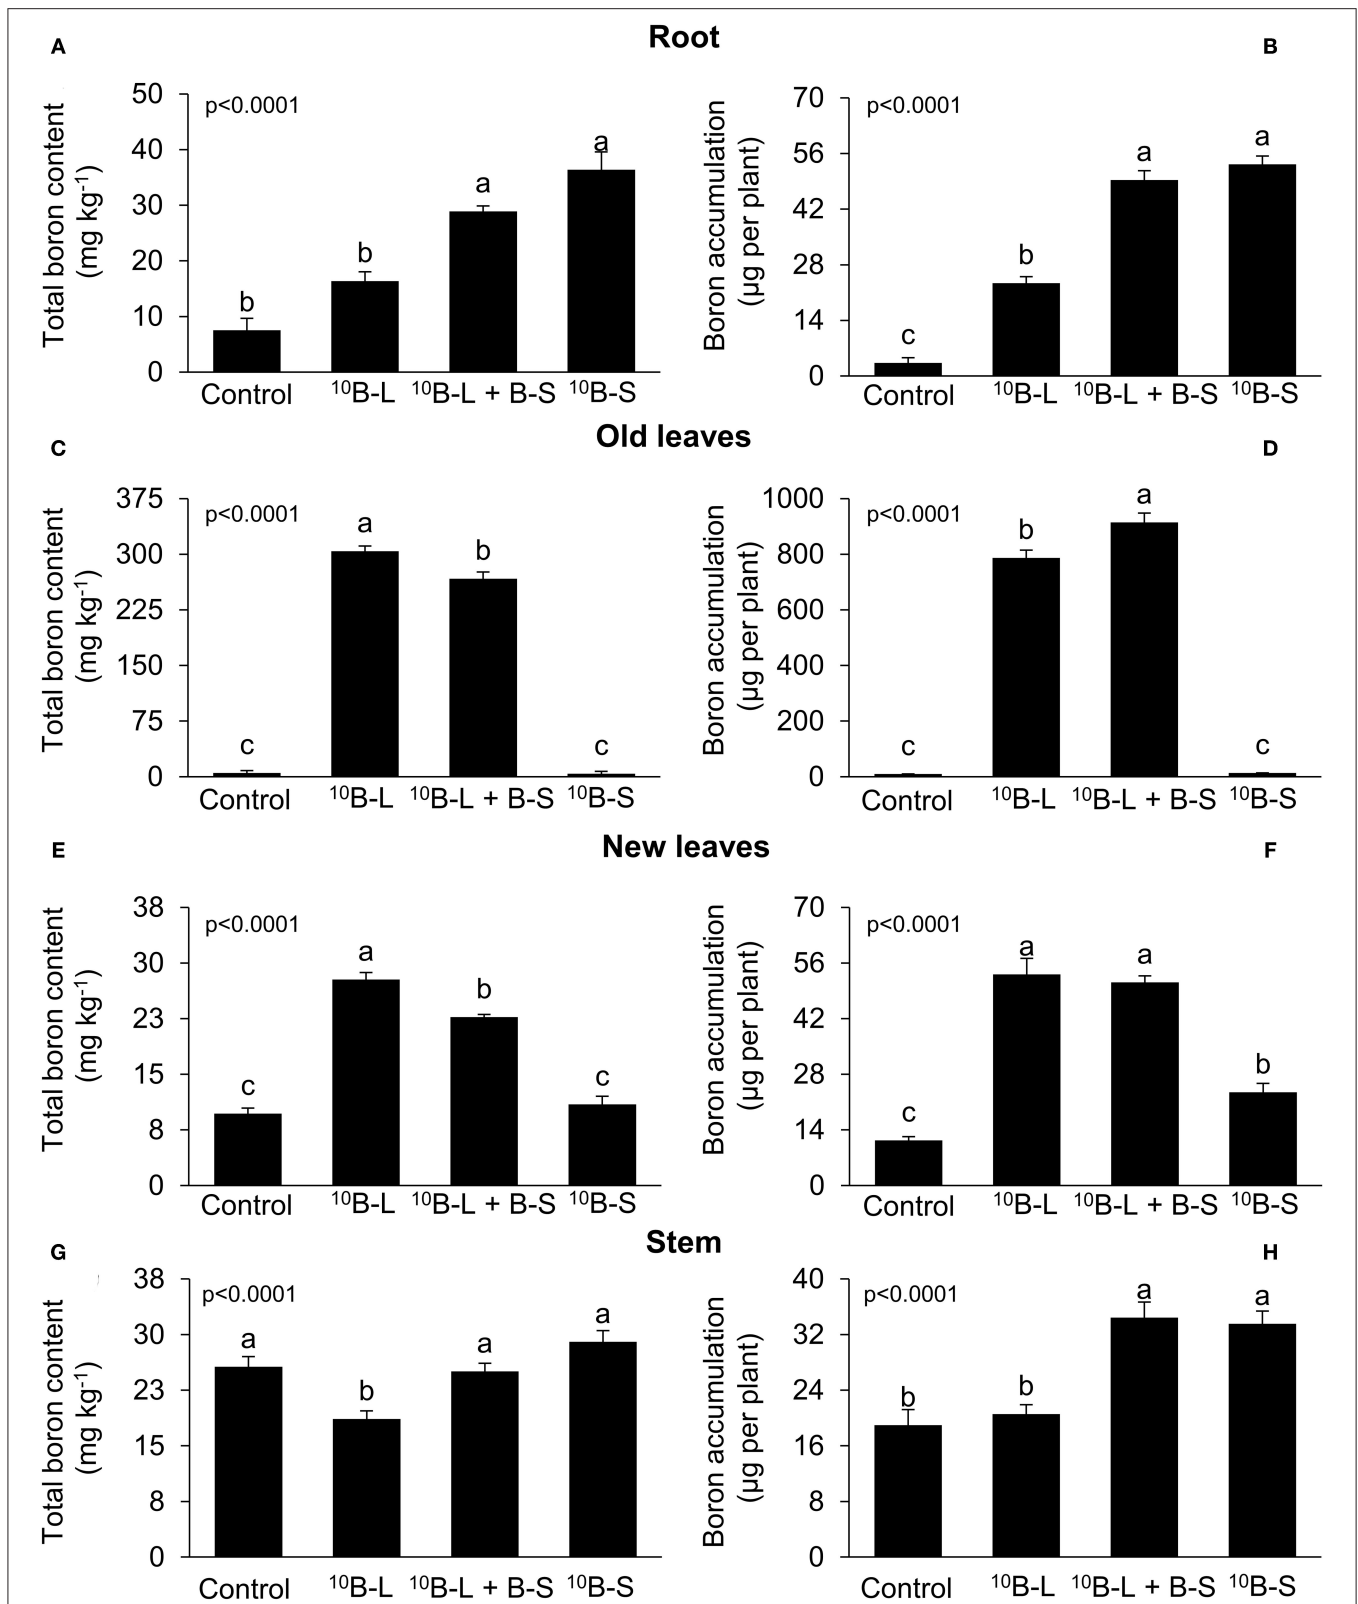 Root
A
B
Total boron content
(mg kg⁻¹)
50
40
30
20
10
0
p<0.0001
b
b
a
a
Control
¹⁰B-L
¹⁰B-L + B-S
¹⁰B-S
Boron accumulation
(µg per plant)
70
56
42
28
14
0
p<0.0001
c
b
a
a
Control
¹⁰B-L
¹⁰B-L + B-S
¹⁰B-S
Old leaves
C
D
Total boron content
(mg kg⁻¹)
375
300
225
150
75
0
p<0.0001
c
a
b
c
Control
¹⁰B-L
¹⁰B-L + B-S
¹⁰B-S
Boron accumulation
(µg per plant)
1000
800
600
400
200
0
p<0.0001
c
b
a
c
Control
¹⁰B-L
¹⁰B-L + B-S
¹⁰B-S
New leaves
E
F
Total boron content
(mg kg⁻¹)
38
30
23
15
8
0
p<0.0001
c
a
b
c
Control
¹⁰B-L
¹⁰B-L + B-S
¹⁰B-S
Boron accumulation
(µg per plant)
70
56
42
28
14
0
p<0.0001
c
a
a
b
Control
¹⁰B-L
¹⁰B-L + B-S
¹⁰B-S
Stem
G
H
Total boron content
(mg kg⁻¹)
38
30
23
15
8
0
p<0.0001
a
b
a
a
Control
¹⁰B-L
¹⁰B-L + B-S
¹⁰B-S
Boron accumulation
(µg per plant)
40
32
24
16
8
0
p<0.0001
b
b
a
a
Control
¹⁰B-L
¹⁰B-L + B-S
¹⁰B-S